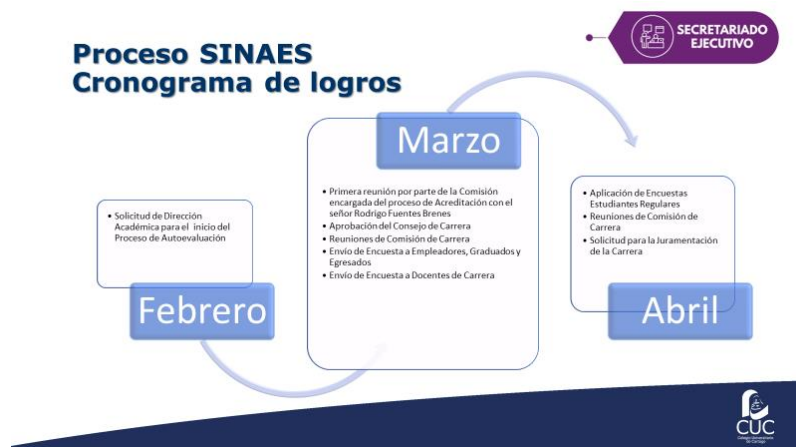 Proceso SINAES
Cronograma de logros
SECRETARIADO
EJECUTIVO
Febrero
• Solicitud de Dirección
Académica para el inicio del
Proceso de Autoevaluación
Marzo
• Primera reunión por parte de la Comisión
encargada del proceso de Acreditación con el
señor Rodrigo Fuentes Brenes
• Aprobación del Consejo de Carrera
• Reuniones de Comisión de Carrera
• Envío de Encuesta a Empleadores, Graduados y
Egresados
• Envío de Encuesta a Docentes de Carrera
Abril
• Aplicación de Encuestas
Estudiantes Regulares
• Reuniones de Comisión de
Carrera
• Solicitud para la Juramentación
de la Carrera
CUC
Colegio Universitario
de Cartago